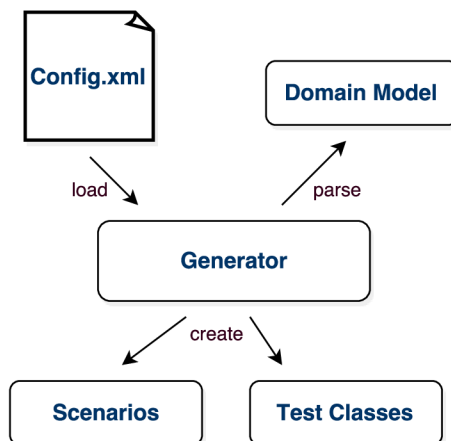 Config.xml
Domain Model
load
parse
Generator
create
Scenarios
Test Classes